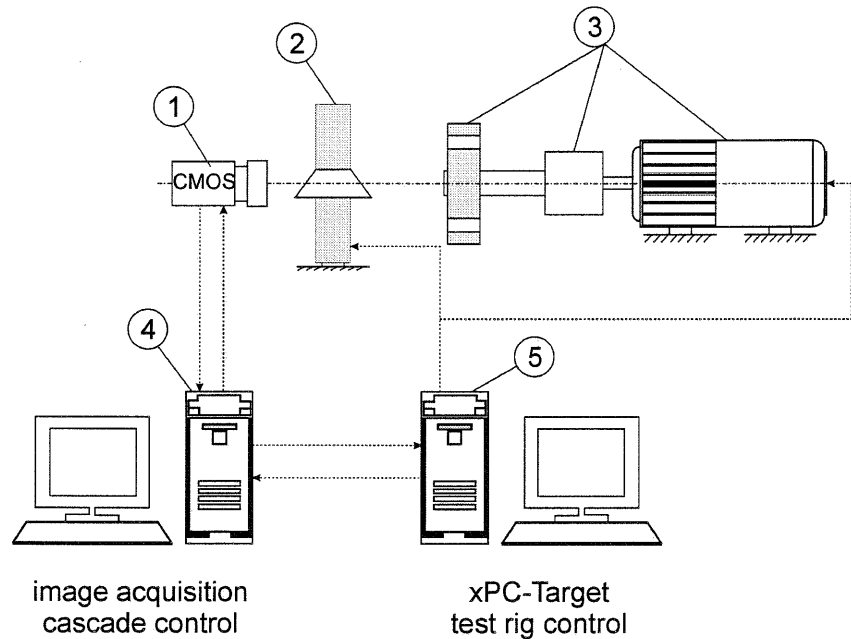 3
2
1
CMOS
4
5
image acquisition
cascade control
xPC-Target
test rig control